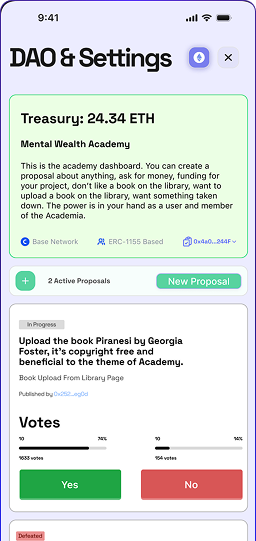 9:41
DAO & Settings
Treasury: 24.34 ETH
Mental Wealth Academy
This is the academy dashboard. You can create a
proposal about anything, ask for money, funding for
your project, don't like a book on the library, want to
upload a book on the library, want something taken
down. The power is in your hand as a user and member
of the Academia.
Base Network ERC-1155 Based 0x4a0...244F
2 Active Proposals New Proposal
In Progress
Upload the book Piranesi by Georgia
Foster, it's copyright free and
beneficial to the theme of Academy.
Book Upload From Library Page
Published by
Votes
10 74% 10 14%
1633 votes 154 votes
Yes No
Defeated